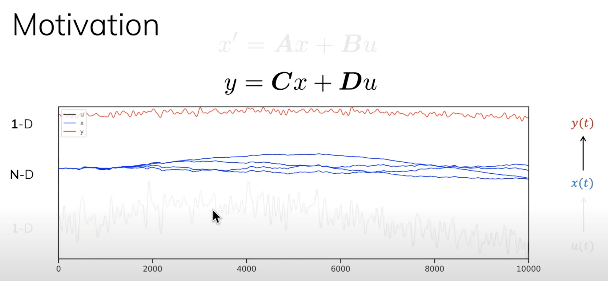 Motivation
x′ = Ax + Bu
y = Cx + Du
1-D
N-D
1-D
u
x
y
0 2000 4000 6000 8000 10000
y(t)
x(t)
u(t)